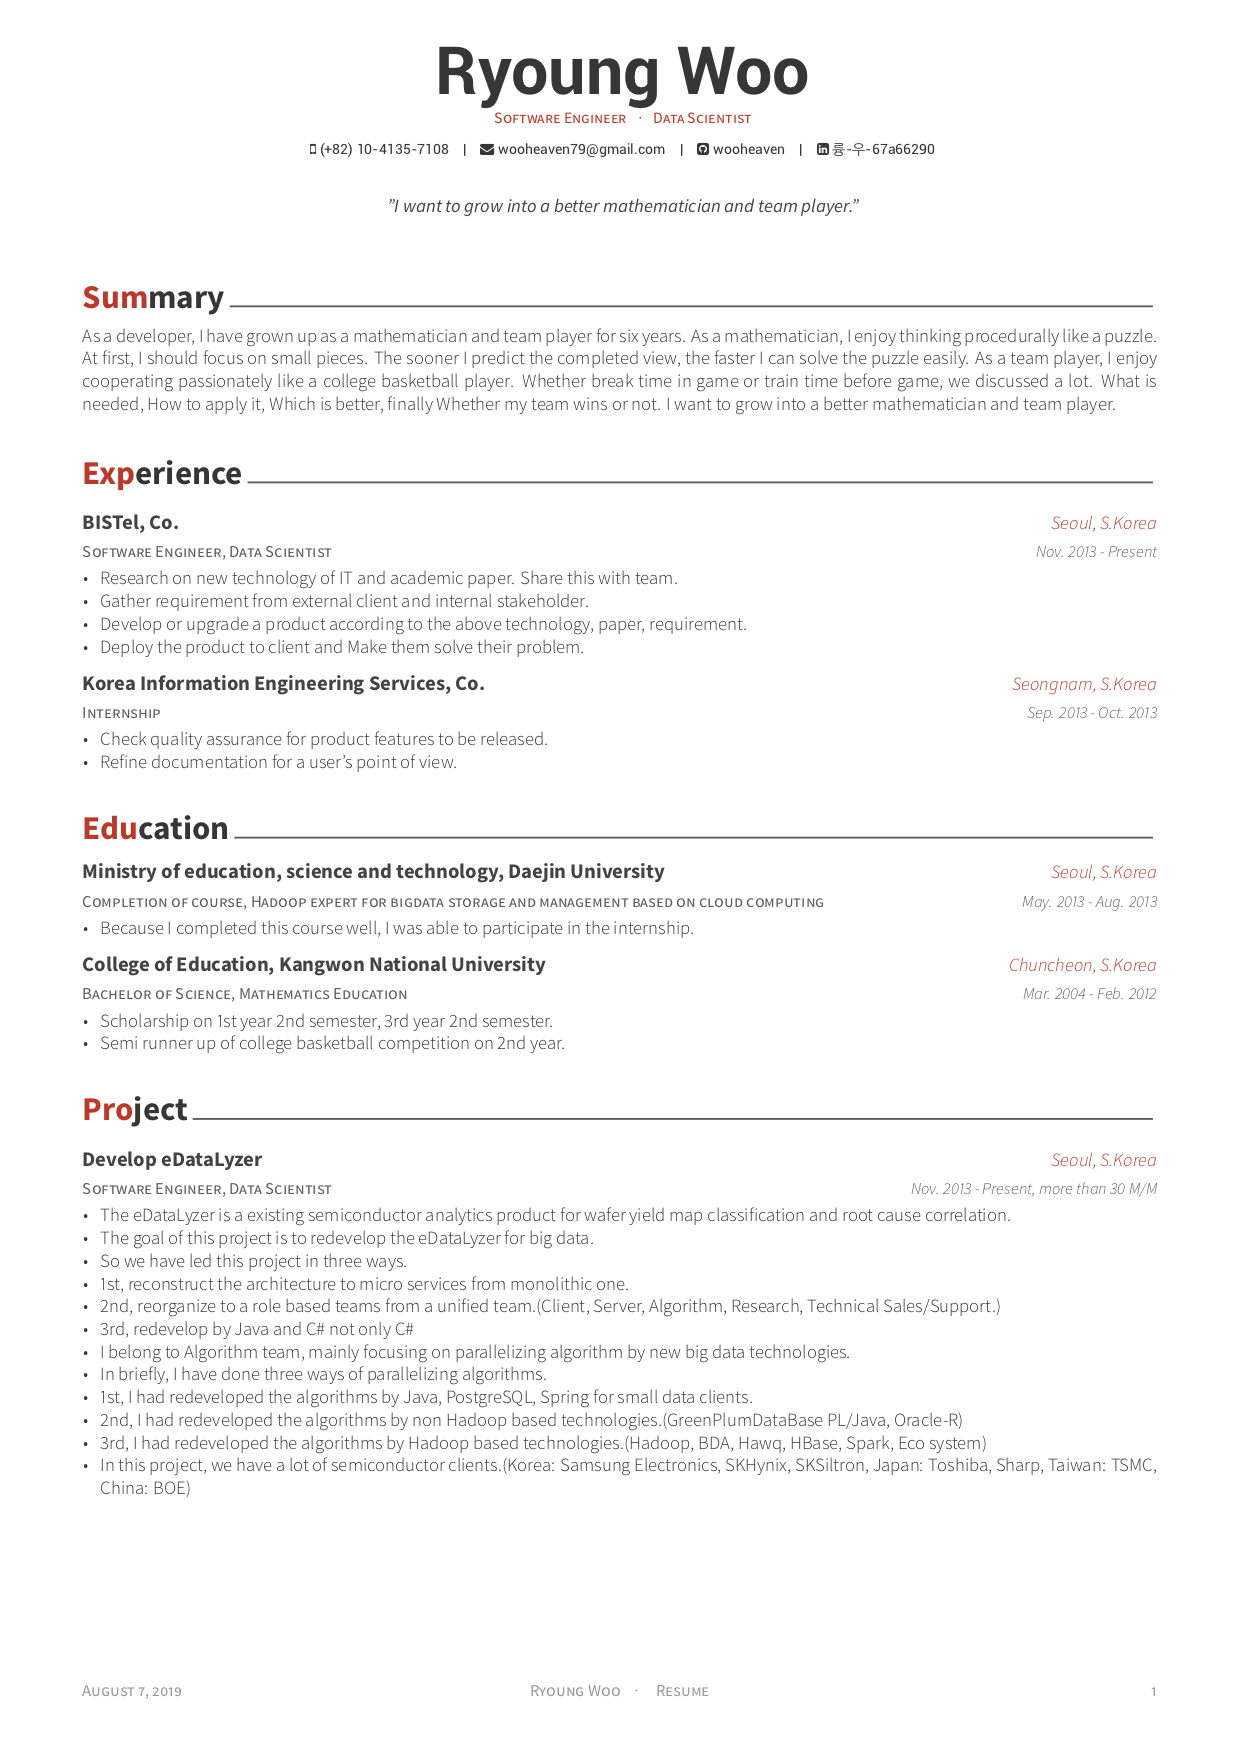 Ryoung Woo
Software Engineer · Data Scientist
(+82) 10-4135-7108 | wooheaven79@gmail.com | wooheaven | 륭-우-67a66290
”I want to grow into a better mathematician and team player.”
Summary
As a developer, I have grown up as a mathematician and team player for six years. As a mathematician, I enjoy thinking procedurally like a puzzle.
At first, I should focus on small pieces. The sooner I predict the completed view, the faster I can solve the puzzle easily. As a team player, I enjoy
cooperating passionately like a college basketball player. Whether break time in game or train time before game, we discussed a lot. What is
needed, How to apply it, Which is better, finally Whether my team wins or not. I want to grow into a better mathematician and team player.
Experience
BISTel, Co. Seoul, S.Korea
Software Engineer, Data Scientist Nov. 2013 - Present
• Research on new technology of IT and academic paper. Share this with team.
• Gather requirement from external client and internal stakeholder.
• Develop or upgrade a product according to the above technology, paper, requirement.
• Deploy the product to client and Make them solve their problem.
Korea Information Engineering Services, Co. Seongnam, S.Korea
Internship Sep. 2013 - Oct. 2013
• Check quality assurance for product features to be released.
• Refine documentation for a user’s point of view.
Education
Ministry of education, science and technology, Daejin University Seoul, S.Korea
Completion of course, Hadoop expert for bigdata storage and management based on cloud computing May. 2013 - Aug. 2013
• Because I completed this course well, I was able to participate in the internship.
College of Education, Kangwon National University Chuncheon, S.Korea
Bachelor of Science, Mathematics Education Mar. 2004 - Feb. 2012
• Scholarship on 1st year 2nd semester, 3rd year 2nd semester.
• Semi runner up of college basketball competition on 2nd year.
Project
Develop eDataLyzer Seoul, S.Korea
Software Engineer, Data Scientist Nov. 2013 - Present, more than 30 M/M
• The eDataLyzer is a existing semiconductor analytics product for wafer yield map classification and root cause correlation.
• The goal of this project is to redevelop the eDataLyzer for big data.
• So we have led this project in three ways.
• 1st, reconstruct the architecture to micro services from monolithic one.
• 2nd, reorganize to a role based teams from a unified team.(Client, Server, Algorithm, Research, Technical Sales/Support.)
• 3rd, redevelop by Java and C# not only C#
• I belong to Algorithm team, mainly focusing on parallelizing algorithm by new big data technologies.
• In briefly, I have done three ways of parallelizing algorithms.
• 1st, I had redeveloped the algorithms by Java, PostgreSQL, Spring for small data clients.
• 2nd, I had redeveloped the algorithms by non Hadoop based technologies.(GreenPlumDataBase PL/Java, Oracle-R)
• 3rd, I had redeveloped the algorithms by Hadoop based technologies.(Hadoop, BDA, Hawq, HBase, Spark, Eco system)
• In this project, we have a lot of semiconductor clients.(Korea: Samsung Electronics, SKHynix, SKSiltron, Japan: Toshiba, Sharp, Taiwan: TSMC,
China: BOE)
August 7, 2019 Ryoung Woo · Resume 1